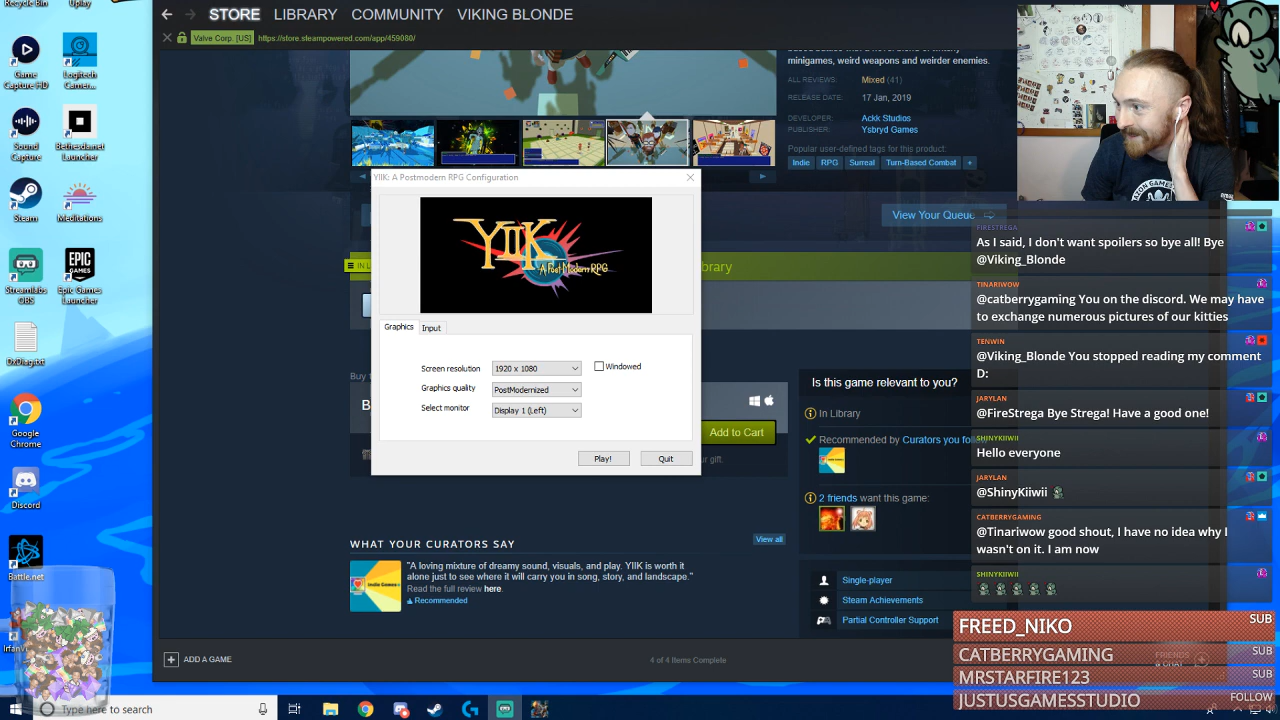 Recycle Bin
Uplay
Game
Capture HD
Logitech
Camer...
Sound
Capture
Bethesda.net
Launcher
Steam
Meditations
Streamlabs
OBS
Epic Games
Launcher
EPIC
GAMES
DxDiag.txt
Google
Chrome
Discord
Battle.net
Type here to search
STORE
LIBRARY
COMMUNITY
VIKING BLONDE
Valve Corp. [US]
https://store.steampowered.com/app/459080/
minigames, weird weapons and weirder enemies.
ALL REVIEWS:
Mixed (41)
RELEASE DATE:
17 Jan, 2019
DEVELOPER:
Ackk Studios
PUBLISHER:
Ysbryd Games
Popular user-defined tags for this product:
Indie
RPG
Surreal
Turn-Based Combat
+
View Your Queue
YIIK: A Postmodern RPG Configuration
YIIK
A Post Modern RPG
Graphics
Input
Screen resolution
1920 x 1080
Windowed
Graphics quality
PostModernized
Select monitor
Display 1 (Left)
Play!
Quit
IN L
brary
Buy
B
Add to Cart
ur gift.
Is this game relevant to you?
In Library
Recommended by Curators you fo
2 friends want this game:
WHAT YOUR CURATORS SAY
View all
"A loving mixture of dreamy sound, visuals, and play. YIIK is worth it
alone just to see where it will carry you in song, story, and landscape."
Read the full review here.
Recommended
Single-player
Steam Achievements
Partial Controller Support
ADD A GAME
4 of 4 Items Complete
FRIENDS
& CHAT
FIRESTREGA
As I said, I don't want spoilers so bye all! Bye
@Viking_Blonde
TINARIWOW
@catberrygaming You on the discord. We may have
to exchange numerous pictures of our kitties
TENWIN
@Viking_Blonde You stopped reading my comment
D:
JARYLAN
@FireStrega Bye Strega! Have a good one!
SHINYKIIWII
Hello everyone
JARYLAN
@ShinyKiiwii
CATBERRYGAMING
@Tinariwow good shout, I have no idea why I
wasn't on it. I am now
SHINYKIIWII
FREED_NIKO
SUB
CATBERRYGAMING
SUB
MRSTARFIRE123
SUB
JUSTUSGAMESSTUDIO
FOLLOW